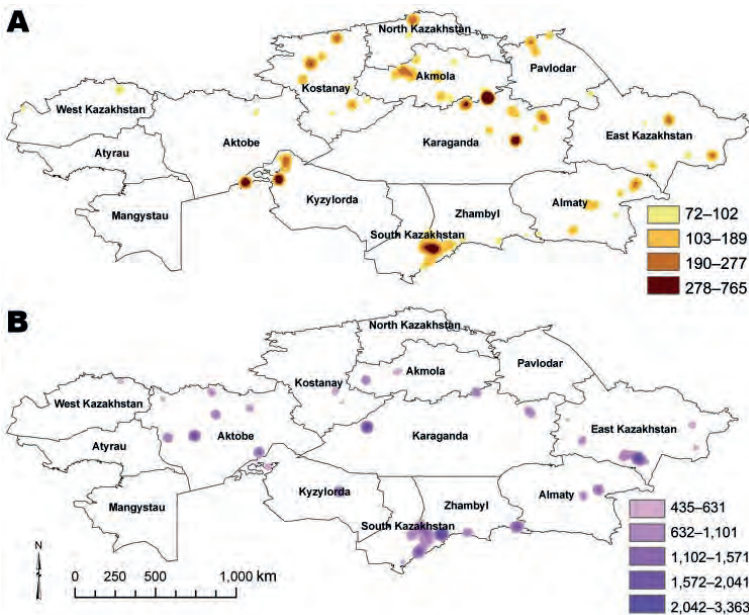 A
North Kazakhstan
Akmola
Pavlodar
Kostanay
West Kazakhstan
Aktobe
Karaganda
East Kazakhstan
Atyrau
Mangystau
Kyzylorda
Zhambyl
Almaty
South Kazakhstan
72–102
103–189
190–277
278–765
B
North Kazakhstan
Pavlodar
Akmola
Kostanay
West Kazakhstan
Aktobe
Karaganda
East Kazakhstan
Atyrau
Mangystau
Kyzylorda
Zhambyl
Almaty
South Kazakhstan
435–631
632–1,101
1,102–1,571
1,572–2,041
2,042–3,363
N
0 250 500 1,000 km